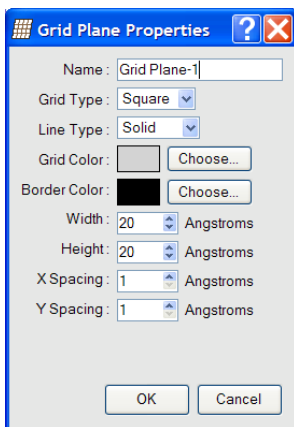 Grid Plane Properties
Name : Grid Plane-1
Grid Type : Square
Line Type : Solid
Grid Color : Choose...
Border Color : Choose...
Width : 20 Angstroms
Height : 20 Angstroms
X Spacing : 1 Angstroms
Y Spacing : 1 Angstroms
OK Cancel